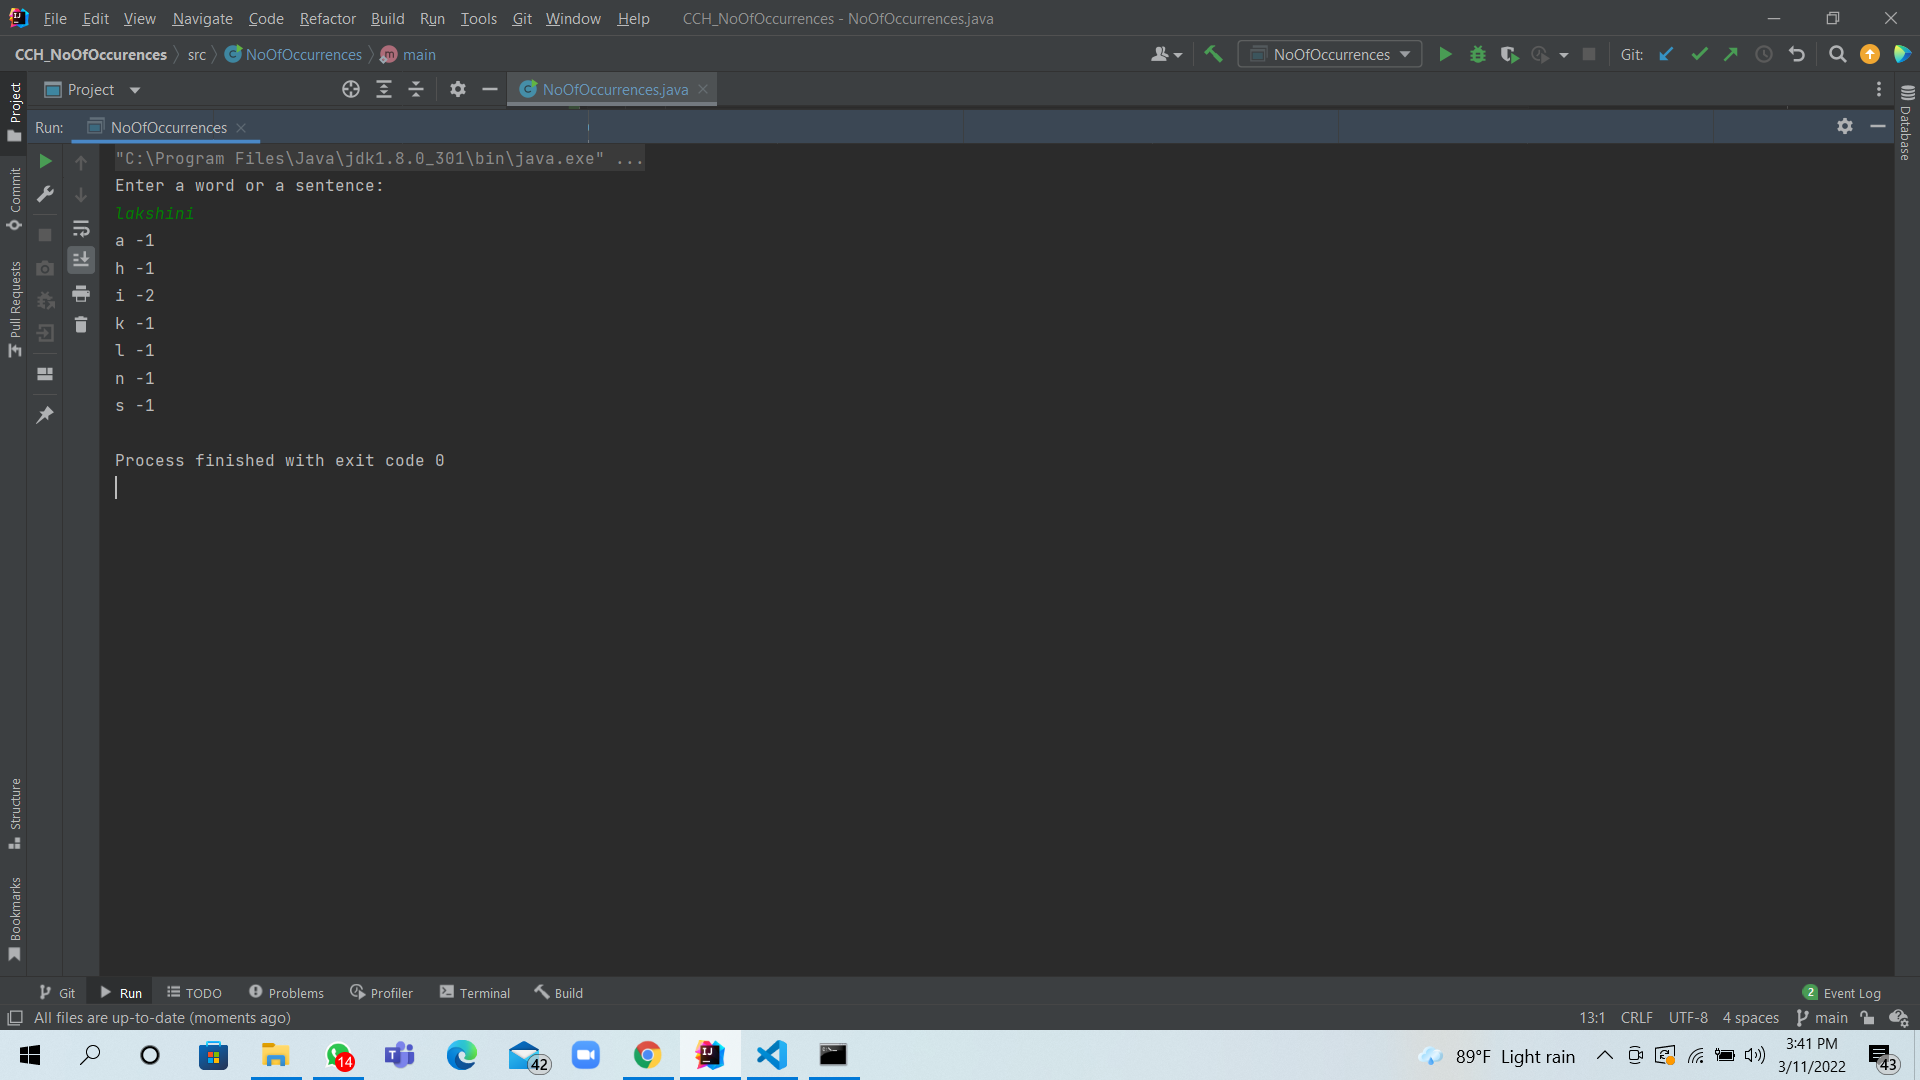 File Edit View Navigate Code Refactor Build Run Tools Git Window Help CCH_NoOfOccurrences - NoOfOccurrences.java
CCH_NoOfOccurences src NoOfOccurrences main NoOfOccurrences Git:
Project NoOfOccurrences.java
Run: NoOfOccurrences
"C:\Program Files\Java\jdk1.8.0_301\bin\java.exe" ...
Enter a word or a sentence:
lakshini
a -1
h -1
i -2
k -1
l -1
n -1
s -1
Process finished with exit code 0
Project
Commit
Pull Requests
Structure
Bookmarks
Database
Git Run TODO Problems Profiler Terminal Build 2 Event Log
All files are up-to-date (moments ago) 13:1 CRLF UTF-8 4 spaces main
14 42 89°F Light rain 3:41 PM
3/11/2022 43